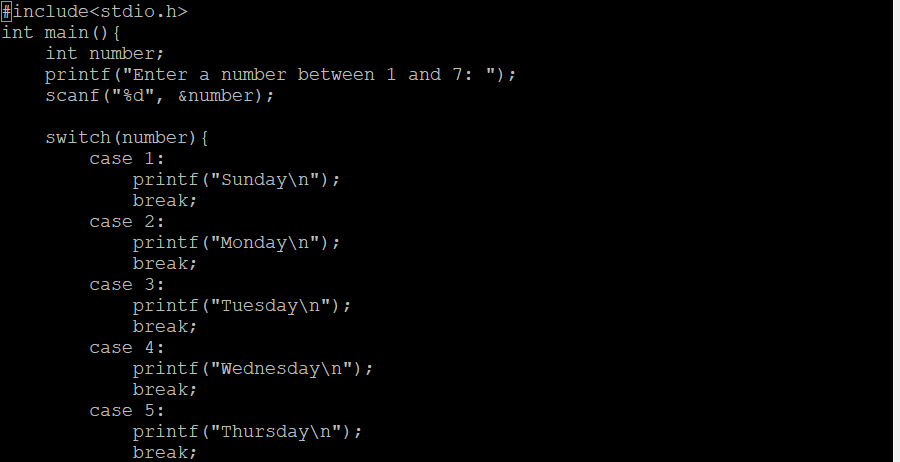 #include<stdio.h>
int main(){
    int number;
    printf("Enter a number between 1 and 7: ");
    scanf("%d", &number);

    switch(number){
        case 1:
            printf("Sunday\n");
            break;
        case 2:
            printf("Monday\n");
            break;
        case 3:
            printf("Tuesday\n");
            break;
        case 4:
            printf("Wednesday\n");
            break;
        case 5:
            printf("Thursday\n");
            break;